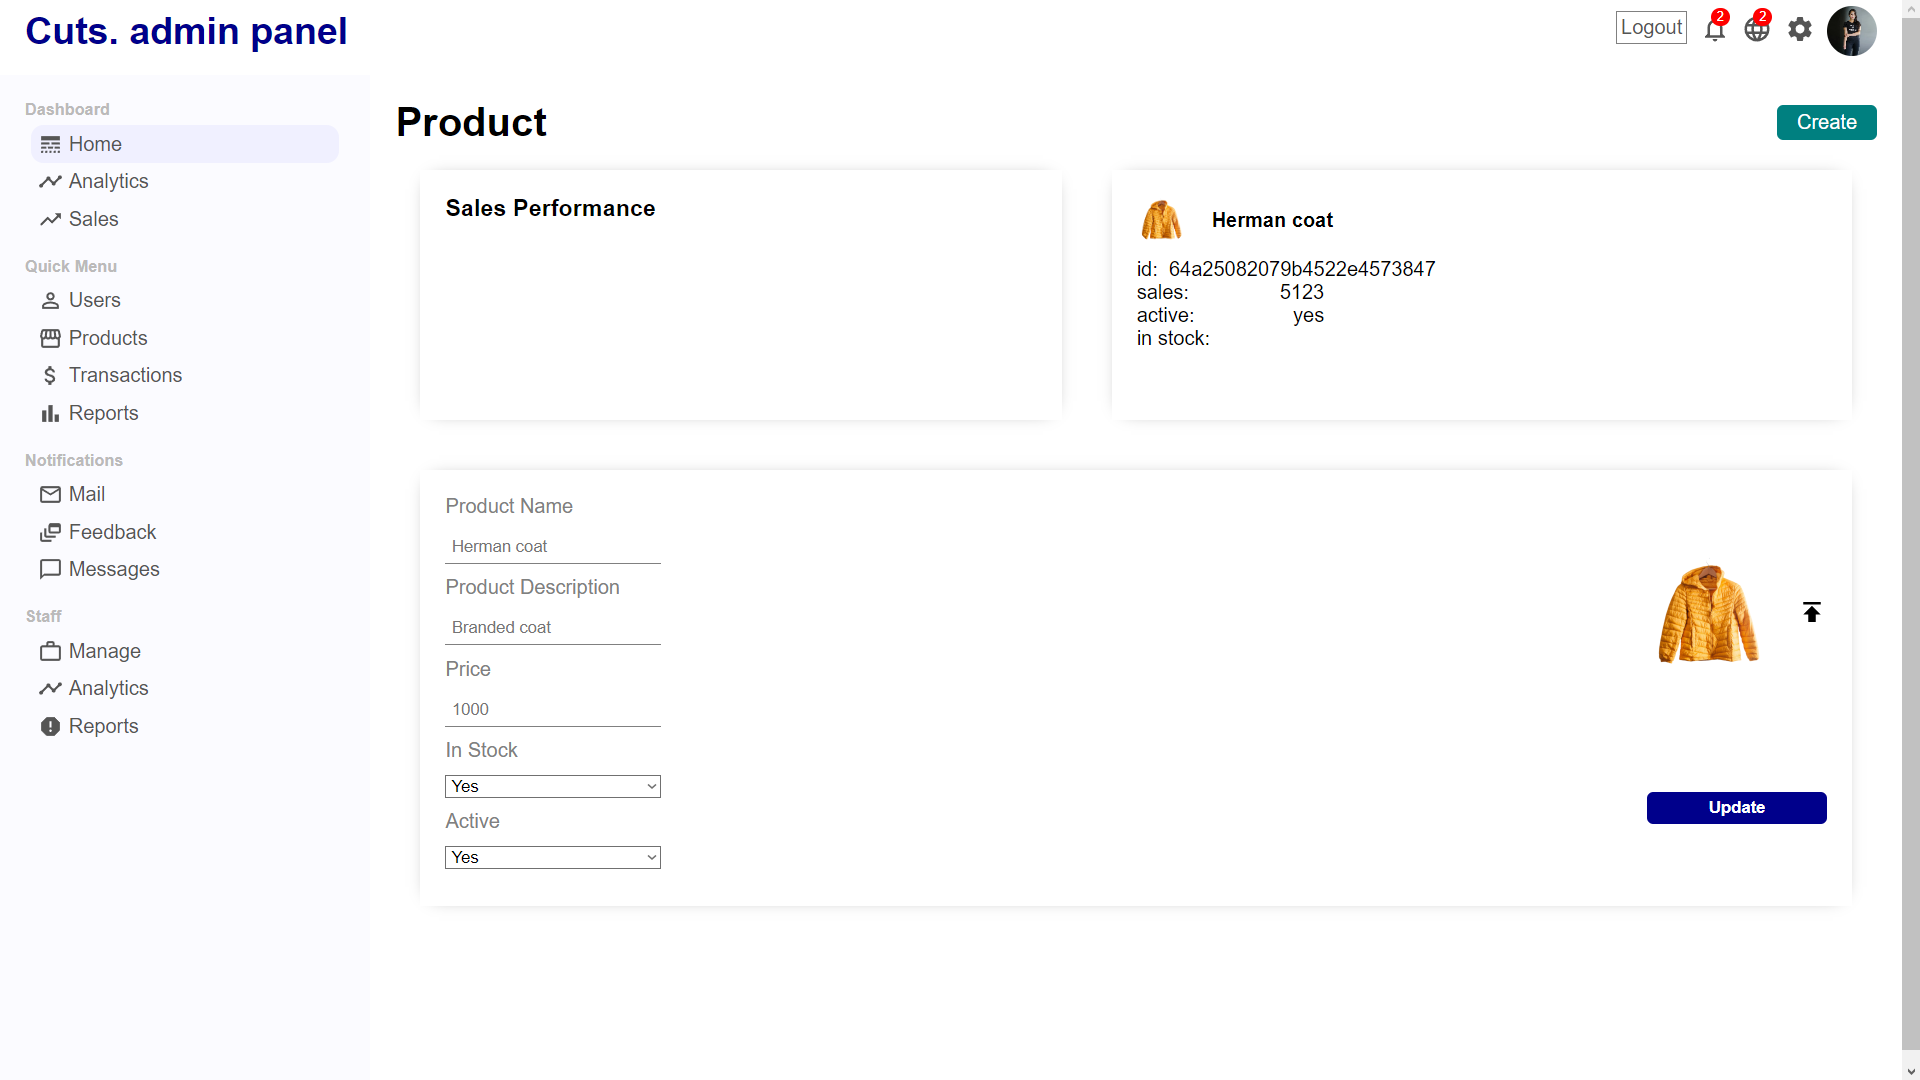 Cuts. admin panel
Logout
2
2
Dashboard
Home
Analytics
Sales
Quick Menu
Users
Products
Transactions
Reports
Notifications
Mail
Feedback
Messages
Staff
Manage
Analytics
Reports
Product
Create
Sales Performance
Herman coat
id: 64a25082079b4522e4573847
sales: 5123
active: yes
in stock:
Product Name
Herman coat
Product Description
Branded coat
Price
1000
In Stock
Yes
Active
Yes
Update